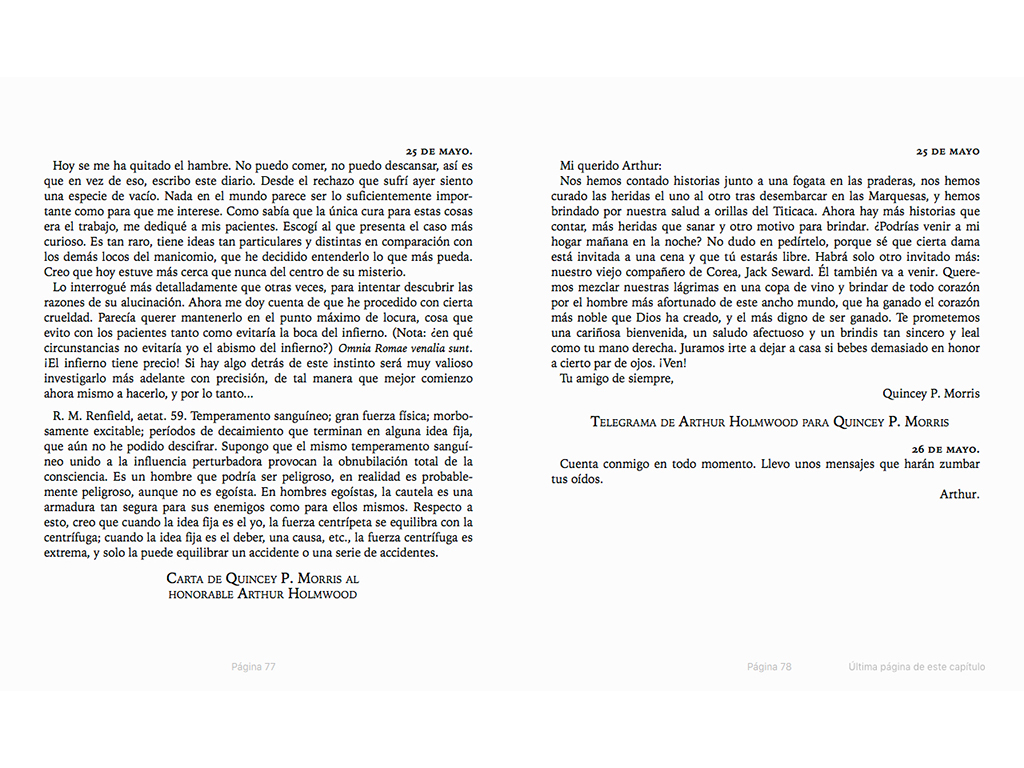 25 DE MAYO.
Hoy se me ha quitado el hambre. No puedo comer, no puedo descansar, así es
que en vez de eso, escribo este diario. Desde el rechazo que sufrí ayer siento
una especie de vacío. Nada en el mundo parece ser lo suficientemente impor-
tante como para que me interese. Como sabía que la única cura para estas cosas
era el trabajo, me dediqué a mis pacientes. Escogí al que presenta el caso más
curioso. Es tan raro, tiene ideas tan particulares y distintas en comparación con
los demás locos del manicomio, que he decidido entenderlo lo que más pueda.
Creo que hoy estuve más cerca que nunca del centro de su misterio.
Lo interrogué más detalladamente que otras veces, para intentar descubrir las
razones de su alucinación. Ahora me doy cuenta de que he procedido con cierta
crueldad. Parecía querer mantenerlo en el punto máximo de locura, cosa que
evito con los pacientes tanto como evitaría la boca del infierno. (Nota: ¿en qué
circunstancias no evitaría yo el abismo del infierno?) Omnia Romae venalia sunt.
¡El infierno tiene precio! Si hay algo detrás de este instinto será muy valioso
investigarlo más adelante con precisión, de tal manera que mejor comienzo
ahora mismo a hacerlo, y por lo tanto...
R. M. Renfield, aetat. 59. Temperamento sanguíneo; gran fuerza física; morbo-
samente excitable; períodos de decaimiento que terminan en alguna idea fija,
que aún no he podido descifrar. Supongo que el mismo temperamento sanguí-
neo unido a la influencia perturbadora provocan la obnubilación total de la
consciencia. Es un hombre que podría ser peligroso, en realidad es probable-
mente peligroso, aunque no es egoísta. En hombres egoístas, la cautela es una
armadura tan segura para sus enemigos como para ellos mismos. Respecto a
esto, creo que cuando la idea fija es el yo, la fuerza centrípeta se equilibra con la
centrífuga; cuando la idea fija es el deber, una causa, etc., la fuerza centrífuga es
extrema, y solo la puede equilibrar un accidente o una serie de accidentes.
CARTA DE QUINCEY P. MORRIS AL
HONORABLE ARTHUR HOLMWOOD
Página 77
25 DE MAYO
Mi querido Arthur:
Nos hemos contado historias junto a una fogata en las praderas, nos hemos
curado las heridas el uno al otro tras desembarcar en las Marquesas, y hemos
brindado por nuestra salud a orillas del Titicaca. Ahora hay más historias que
contar, más heridas que sanar y otro motivo para brindar. ¿Podrías venir a mi
hogar mañana en la noche? No dudo en pedírtelo, porque sé que cierta dama
está invitada a una cena y que tú estarás libre. Habrá solo otro invitado más:
nuestro viejo compañero de Corea, Jack Seward. Él también va a venir. Quere-
mos mezclar nuestras lágrimas en una copa de vino y brindar de todo corazón
por el hombre más afortunado de este ancho mundo, que ha ganado el corazón
más noble que Dios ha creado, y el más digno de ser ganado. Te prometemos
una cariñosa bienvenida, un saludo afectuoso y un brindis tan sincero y leal
como tu mano derecha. Juramos irte a dejar a casa si bebes demasiado en honor
a cierto par de ojos. ¡Ven!
Tu amigo de siempre,
Quincey P. Morris
TELEGRAMA DE ARTHUR HOLMWOOD PARA QUINCEY P. MORRIS
26 DE MAYO.
Cuenta conmigo en todo momento. Llevo unos mensajes que harán zumbar
tus oídos.
Arthur.
Página 78
Última página de este capítulo